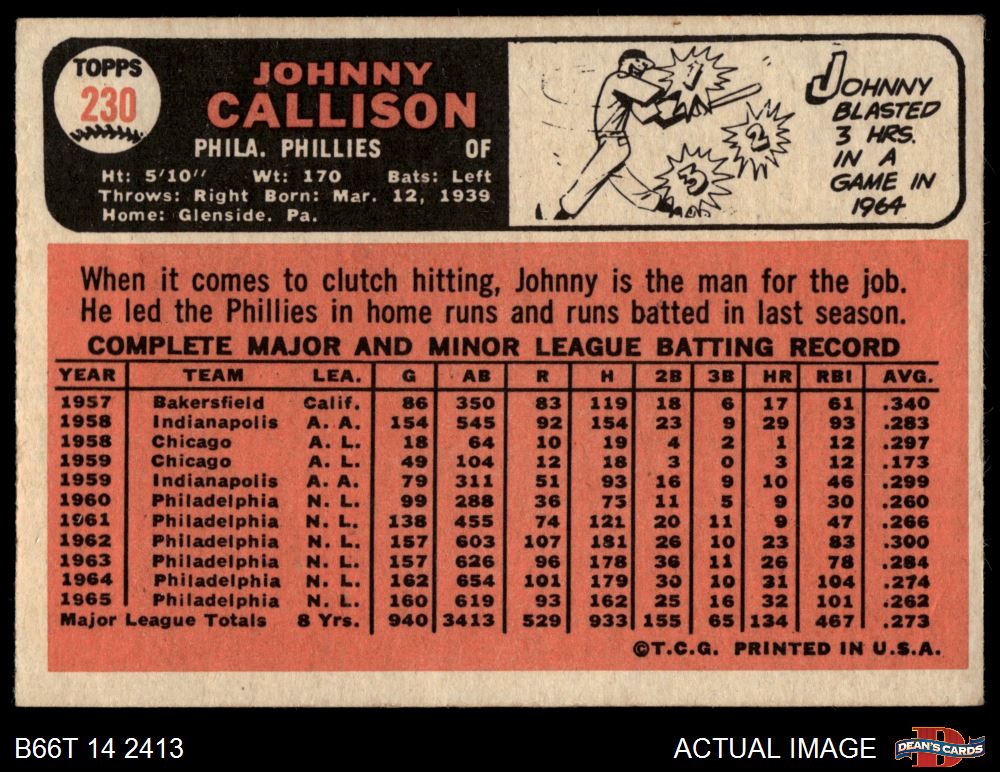 TOPPS
230
JOHNNY
CALLISON
PHILA. PHILLIES OF
Ht: 5'10" Wt: 170 Bats: Left
Throws: Right Born: Mar. 12, 1939
Home: Glenside, Pa.
1
2
3
JOHNNY
BLASTED
3 HRS.
IN A
GAME IN
1964
When it comes to clutch hitting, Johnny is the man for the job.
He led the Phillies in home runs and runs batted in last season.
COMPLETE MAJOR AND MINOR LEAGUE BATTING RECORD
YEAR TEAM LEA. G AB R H 2B 3B HR RBI AVG.
1957 Bakersfield Calif. 86 350 83 119 18 6 17 61 .340
1958 Indianapolis A. A. 154 545 92 154 23 9 29 93 .283
1958 Chicago A. L. 18 64 10 19 4 2 1 12 .297
1959 Chicago A. L. 49 104 12 18 3 0 3 12 .173
1959 Indianapolis A. A. 79 311 51 93 16 9 10 46 .299
1960 Philadelphia N. L. 99 288 36 75 11 5 9 30 .260
1961 Philadelphia N. L. 138 455 74 121 20 11 9 47 .266
1962 Philadelphia N. L. 157 603 107 181 26 10 23 83 .300
1963 Philadelphia N. L. 157 626 96 178 36 11 26 78 .284
1964 Philadelphia N. L. 162 654 101 179 30 10 31 104 .274
1965 Philadelphia N. L. 160 619 93 162 25 16 32 101 .262
Major League Totals 8 Yrs. 940 3413 529 933 155 65 134 467 .273
©T.C.G. PRINTED IN U.S.A.
B66T 14 2413
ACTUAL IMAGE
DEAN'S CARDS